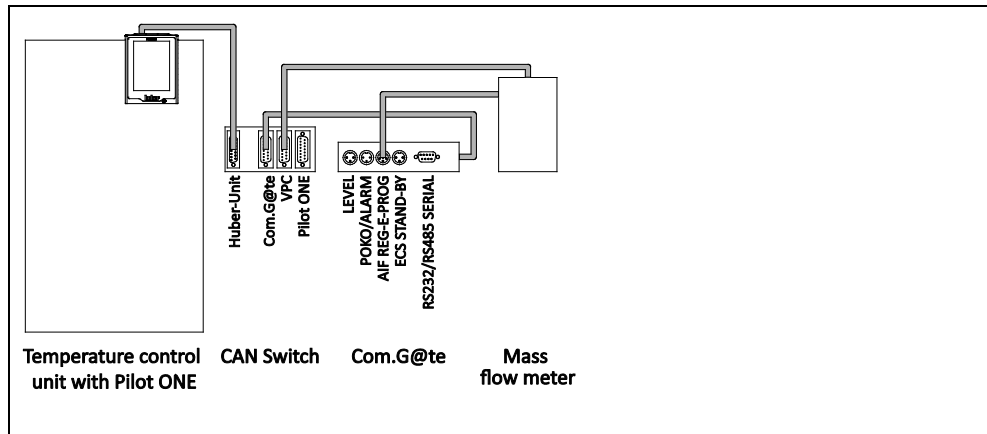 huber
Huber-Unit
Com.G@te
VPC
Pilot ONE
LEVEL
POKO/ALARM
AIF REG-E-PROG
ECS STAND-BY
RS232/RS485 SERIAL
Temperature control
unit with Pilot ONE
CAN Switch
Com.G@te
Mass
flow meter